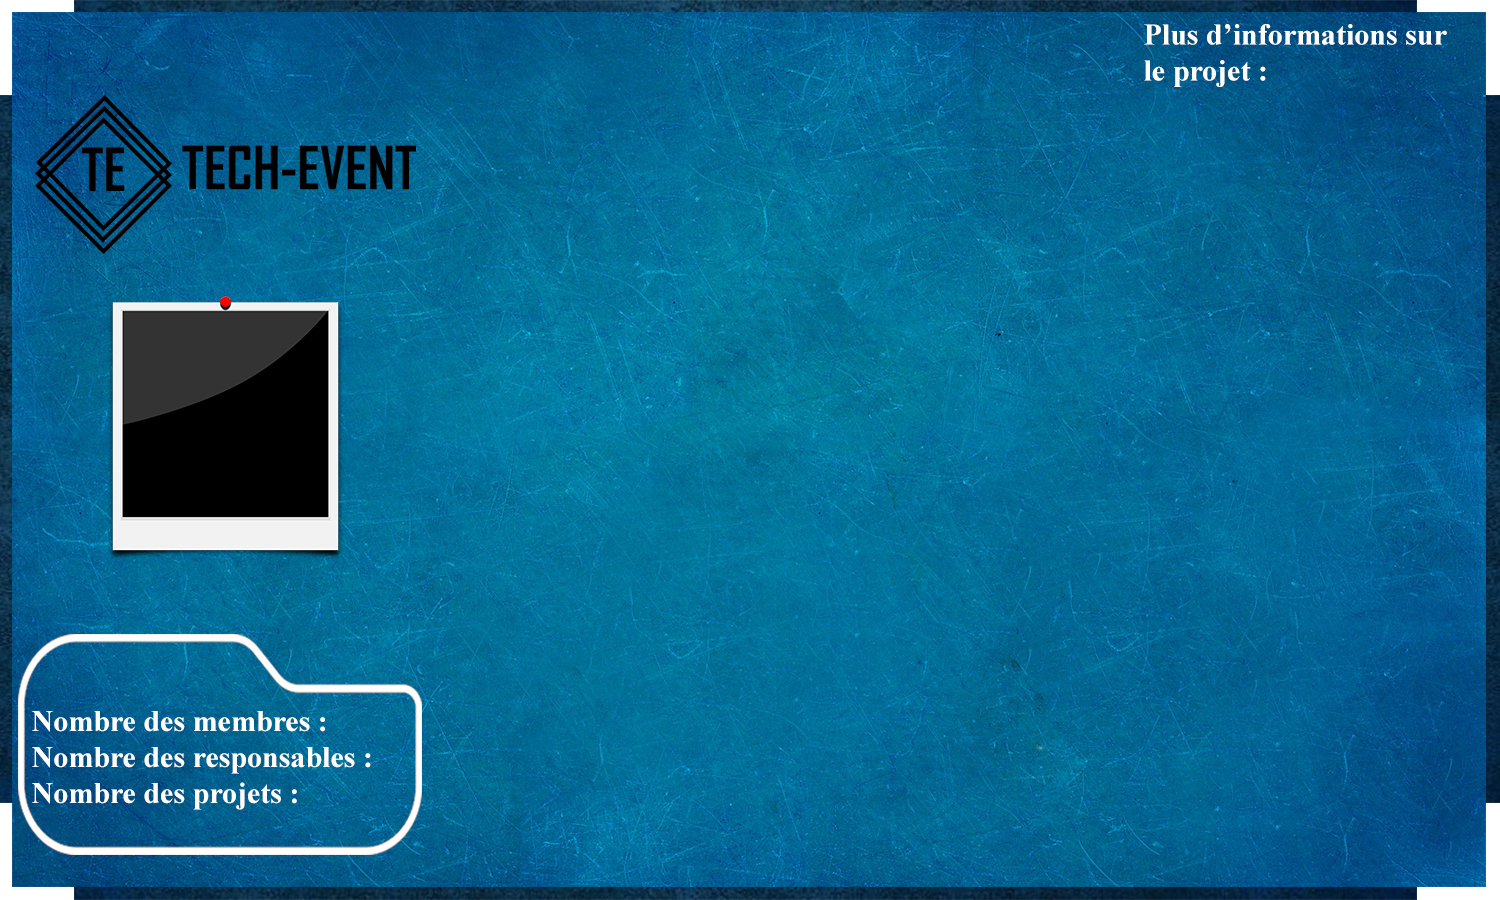 Plus d’informations sur
le projet :
TE
TECH-EVENT
Nombre des membres :
Nombre des responsables :
Nombre des projets :